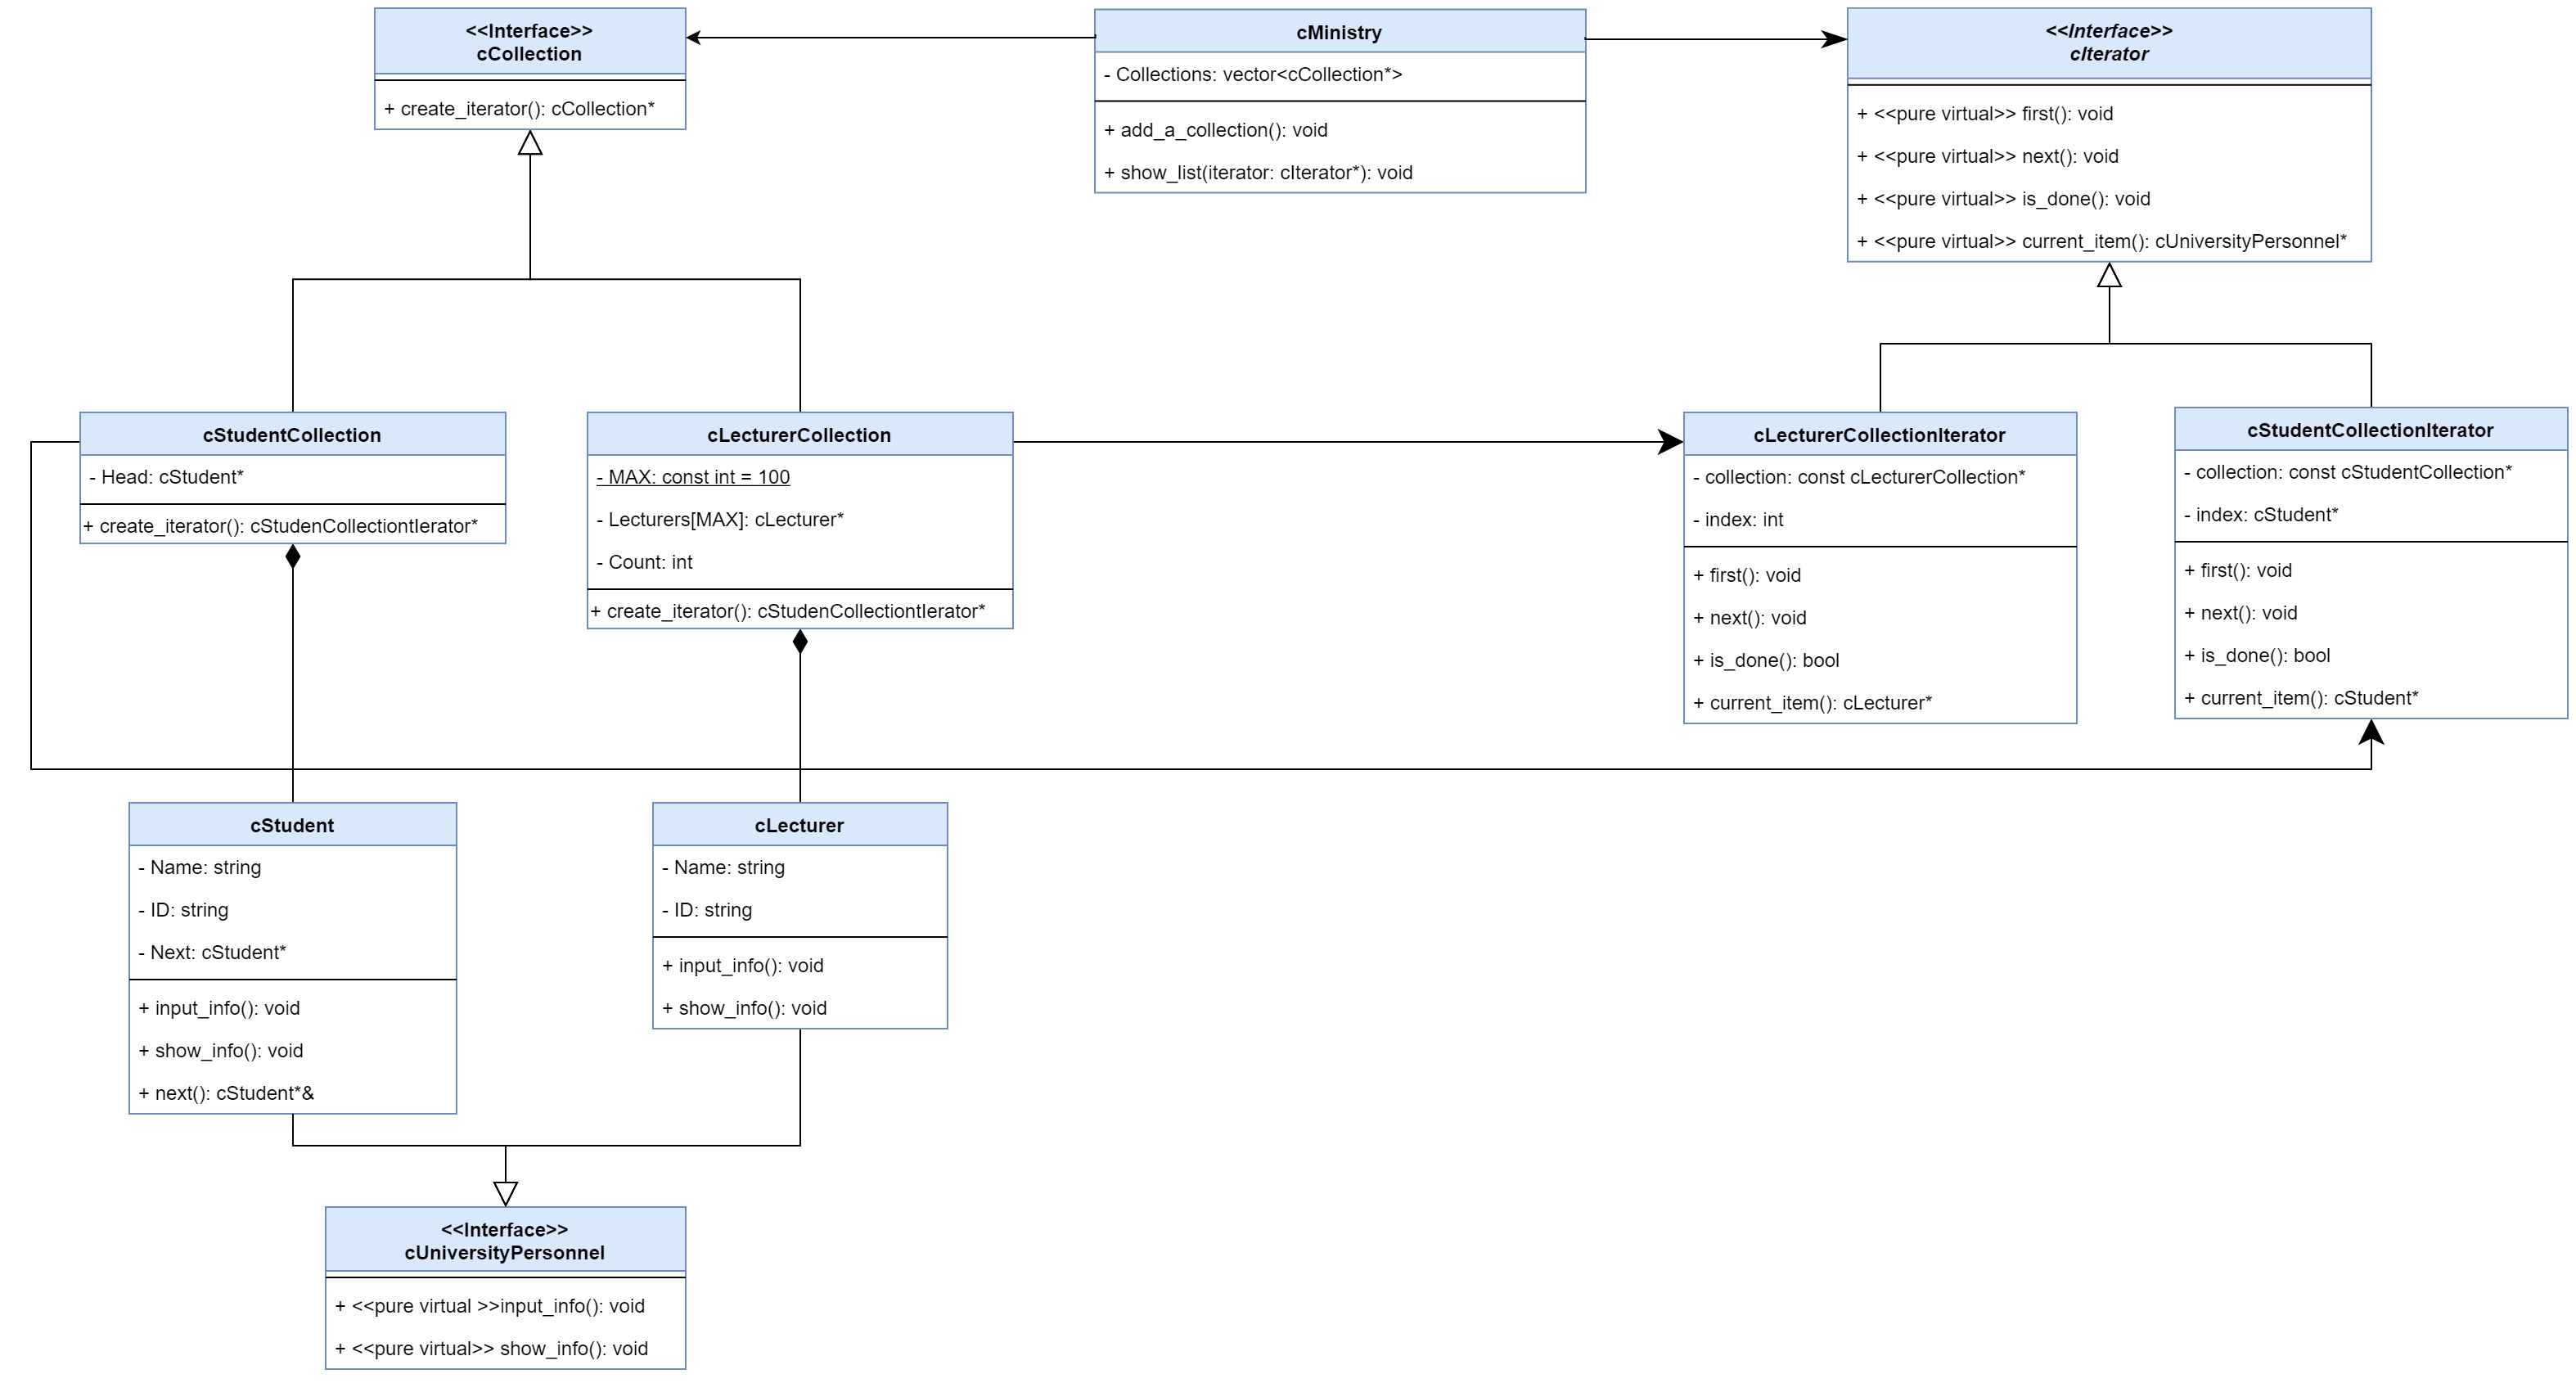 <<Interface>>
cCollection
+ create_iterator(): cCollection*
cMinistry
- Collections: vector<cCollection*>
+ add_a_collection(): void
+ show_list(iterator: cIterator*): void
<<Interface>>
cIterator
+ <<pure virtual>> first(): void
+ <<pure virtual>> next(): void
+ <<pure virtual>> is_done(): void
+ <<pure virtual>> current_item(): cUniversityPersonnel*
cStudentCollection
- Head: cStudent*
+ create_iterator(): cStudenCollectiontIerator*
cLecturerCollection
- MAX: const int = 100
- Lecturers[MAX]: cLecturer*
- Count: int
+ create_iterator(): cStudenCollectiontIerator*
cLecturerCollectionIterator
- collection: const cLecturerCollection*
- index: int
+ first(): void
+ next(): void
+ is_done(): bool
+ current_item(): cLecturer*
cStudentCollectionIterator
- collection: const cStudentCollection*
- index: cStudent*
+ first(): void
+ next(): void
+ is_done(): bool
+ current_item(): cStudent*
cStudent
- Name: string
- ID: string
- Next: cStudent*
+ input_info(): void
+ show_info(): void
+ next(): cStudent*&
cLecturer
- Name: string
- ID: string
+ input_info(): void
+ show_info(): void
<<Interface>>
cUniversityPersonnel
+ <<pure virtual >>input_info(): void
+ <<pure virtual>> show_info(): void